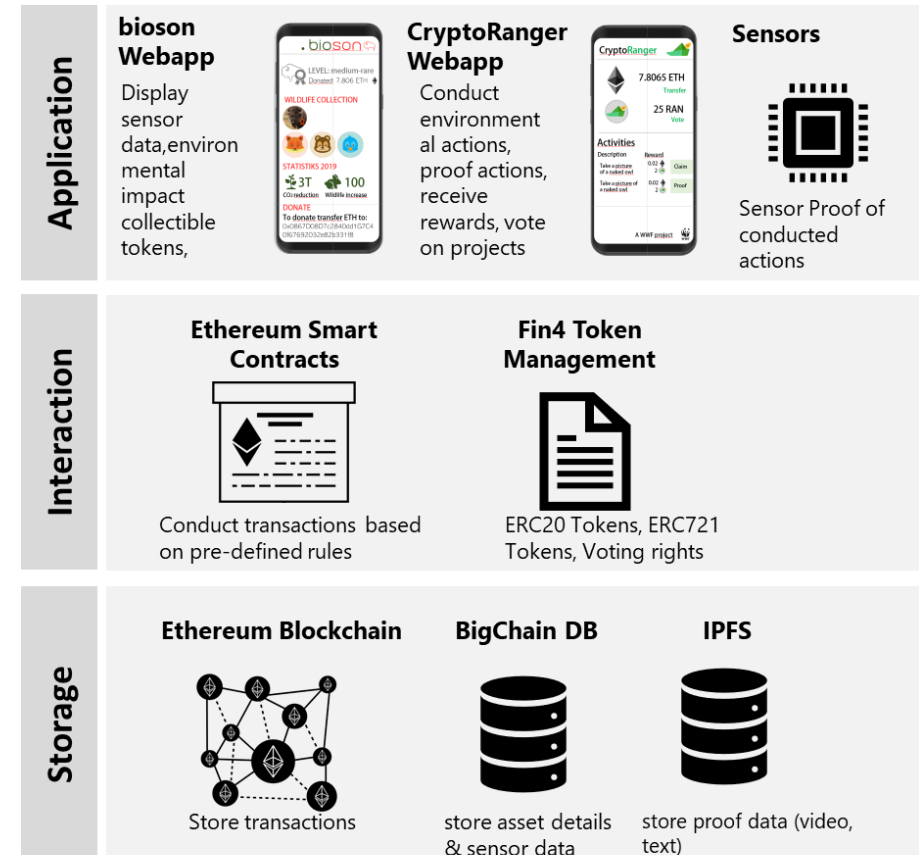 Application
bioson
Webapp
Display
sensor
data,environ
mental
impact
collectible
tokens,
. bioson
LEVEL: medium-rare
Donated 7.806 ETH
WILDLIFE COLLECTION
STATISTIKS 2019
3T
100
CO2 reduction Wildlife increase
DONATE
To donate transfer ETH to:
CryptoRanger
Webapp
Conduct
environment
al actions,
proof actions,
receive
rewards, vote
on projects
CryptoRanger
7.8065 ETH
Transfer
25 RAN
Vote
Activities
Description Reward
Take a picture 0.02
of a naked owl 2
Claim
Take a picture of 0.02
a naked owl 2
Proof
A WWF project
Sensors
Sensor Proof of
conducted
actions
Interaction
Ethereum Smart
Contracts
Conduct transactions based
on pre-defined rules
Fin4 Token
Management
ERC20 Tokens, ERC721
Tokens, Voting rights
Storage
Ethereum Blockchain
Store transactions
BigChain DB
store asset details
& sensor data
IPFS
store proof data (video,
text)